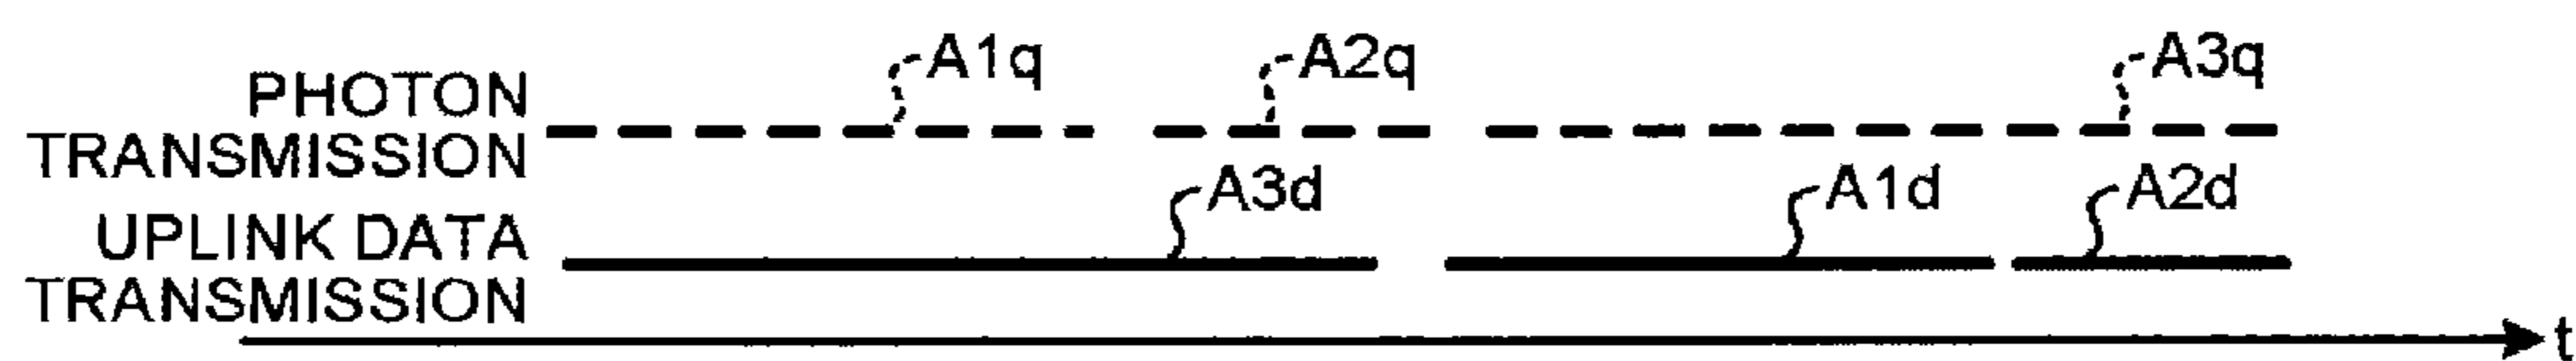 A1q
A2q
A3q
PHOTON
TRANSMISSION
A3d
A1d
A2d
UPLINK DATA
TRANSMISSION
t